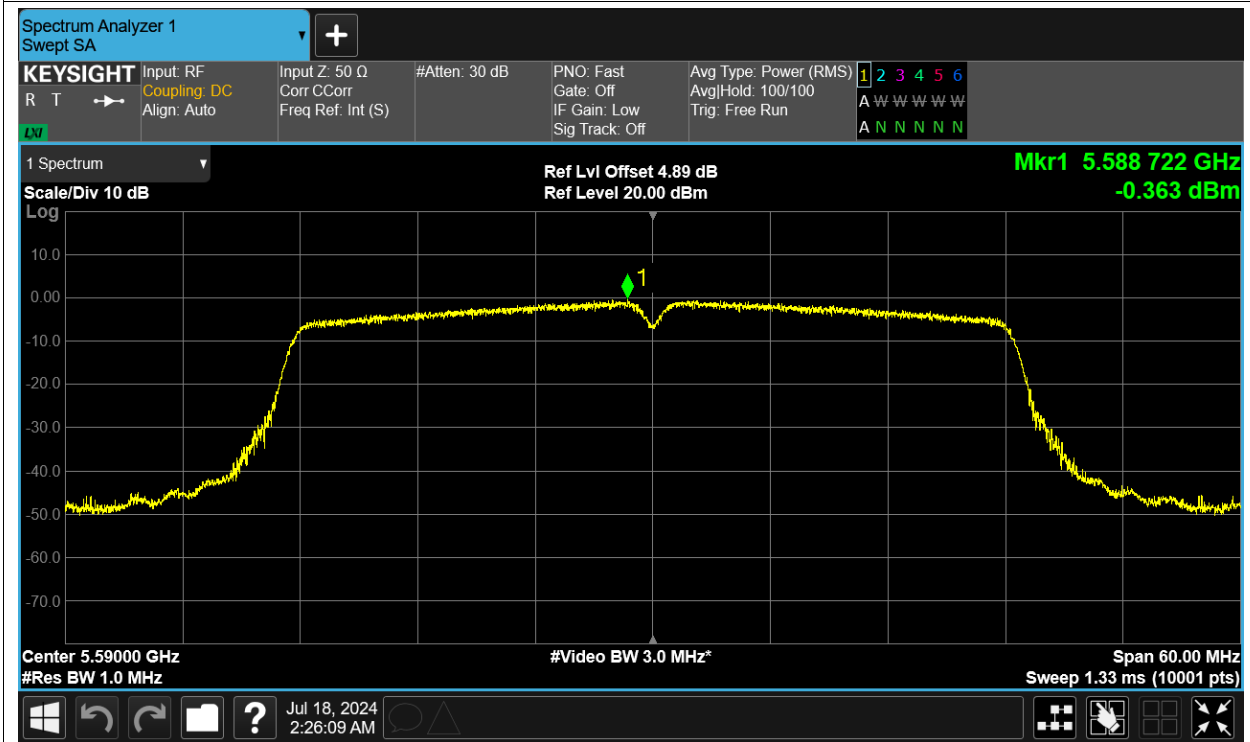 Spectrum Analyzer 1
Swept SA
+
KEYSIGHT
R T
LXI
Input: RF
Coupling: DC
Align: Auto
Input Z: 50 Ω
Corr CCorr
Freq Ref: Int (S)
#Atten: 30 dB
PNO: Fast
Gate: Off
IF Gain: Low
Sig Track: Off
Avg Type: Power (RMS)
Avg|Hold: 100/100
Trig: Free Run
1 2 3 4 5 6
A W W W W W
A N N N N N
1 Spectrum
Scale/Div 10 dB
Log
Ref Lvl Offset 4.89 dB
Ref Level 20.00 dBm
Mkr1 5.588 722 GHz
-0.363 dBm
10.0
0.00
-10.0
-20.0
-30.0
-40.0
-50.0
-60.0
-70.0
1
Center 5.59000 GHz
#Res BW 1.0 MHz
#Video BW 3.0 MHz*
Span 60.00 MHz
Sweep 1.33 ms (10001 pts)
?
Jul 18, 2024
2:26:09 AM